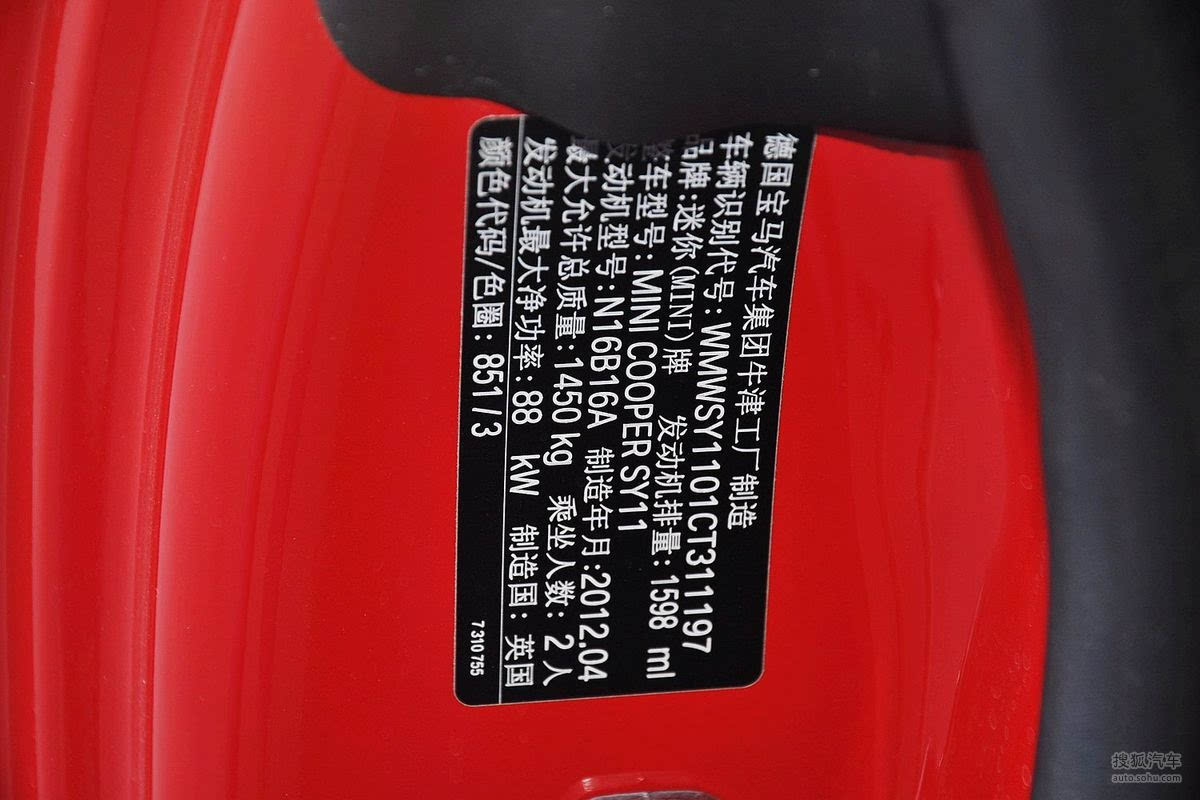 德国宝马汽车集团牛津工厂 制造
车辆识别代号: WMWSY1101CT311197
品牌:迷你(MINI)牌 发动机排量: 1598 ml
车型号: MINI COOPER SY11
发动机型号: N16B16A 制造年月:2012.04
最大允许总质量: 1450 kg 乘坐人数: 2 人
发动机最大净功率: 88 kW 制造国: 英国
颜色代码/色圈: 851 / 3
7 310 755
搜狐汽车
auto.sohu.com